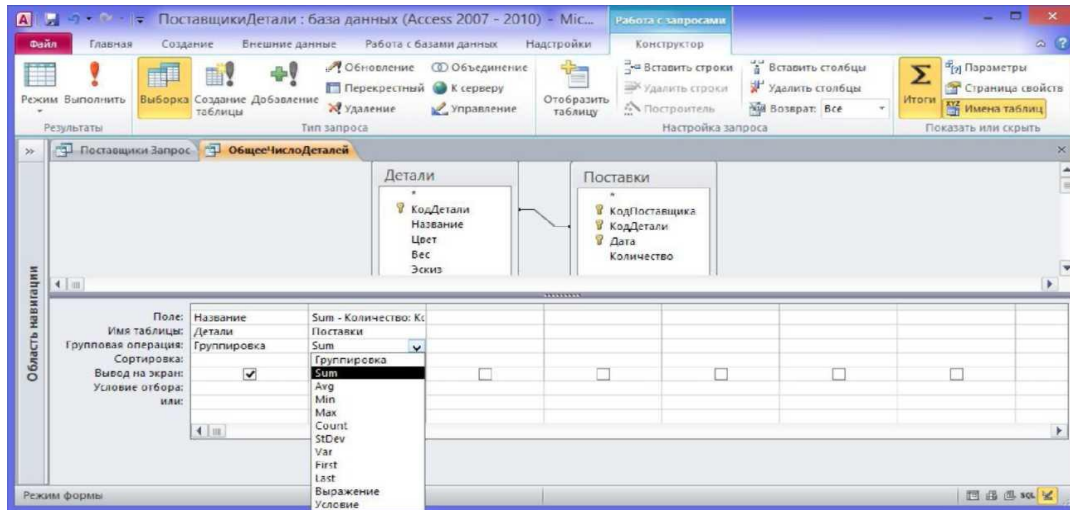 ПоставщикиДетали : база данных (Access 2007 - 2010) - Mic...
Работа с запросами
Файл Главная Создание Внешние данные Работа с базами данных Надстройки Конструктор
Режим Выполнить Выборка Создание таблицы Добавление
Обновление Объединение
Перекрестный К серверу
Удаление Управление
Отобразить таблицу
Вставить строки Вставить столбцы
Удалить строки Удалить столбцы
Построитель Возврат: Все
Итоги
Параметры
Страница свойств
Имена таблиц
Результаты Тип запроса Настройка запроса Показать или скрыть
Поставщики Запрос ОбщееЧислоДеталей
Область навигации
Детали
*
КодДетали
Название
Цвет
Вес
Эскиз
Поставки
*
КодПоставщика
КодДетали
Дата
Количество
Поле: Название Sum - Количество: Кс
Имя таблицы: Детали Поставки
Групповая операция: Группировка Sum
Сортировка:
Вывод на экран:
Условие отбора:
или:
Группировка
Sum
Avg
Min
Max
Count
StDev
Var
First
Last
Выражение
Условие
Режим формы
SQL